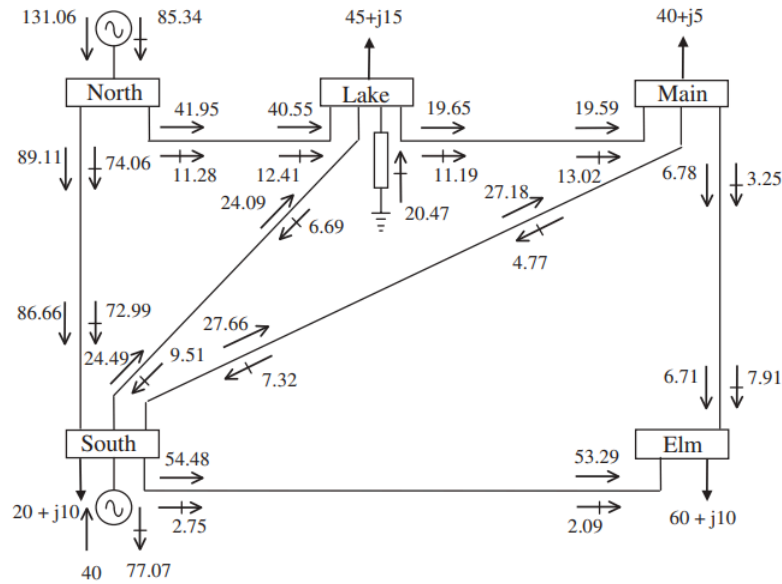 131.06 85.34 45+j15 40+j5
North Lake Main
41.95 40.55 19.65 19.59
89.11 74.06 11.28 12.41 11.19 13.02 6.78 3.25
24.09 6.69 20.47 27.18 4.77
86.66 72.99 27.66
24.49 9.51 7.32 6.71 7.91
South Elm
54.48 53.29
20 + j10 2.75 2.09 60 + j10
40 77.07